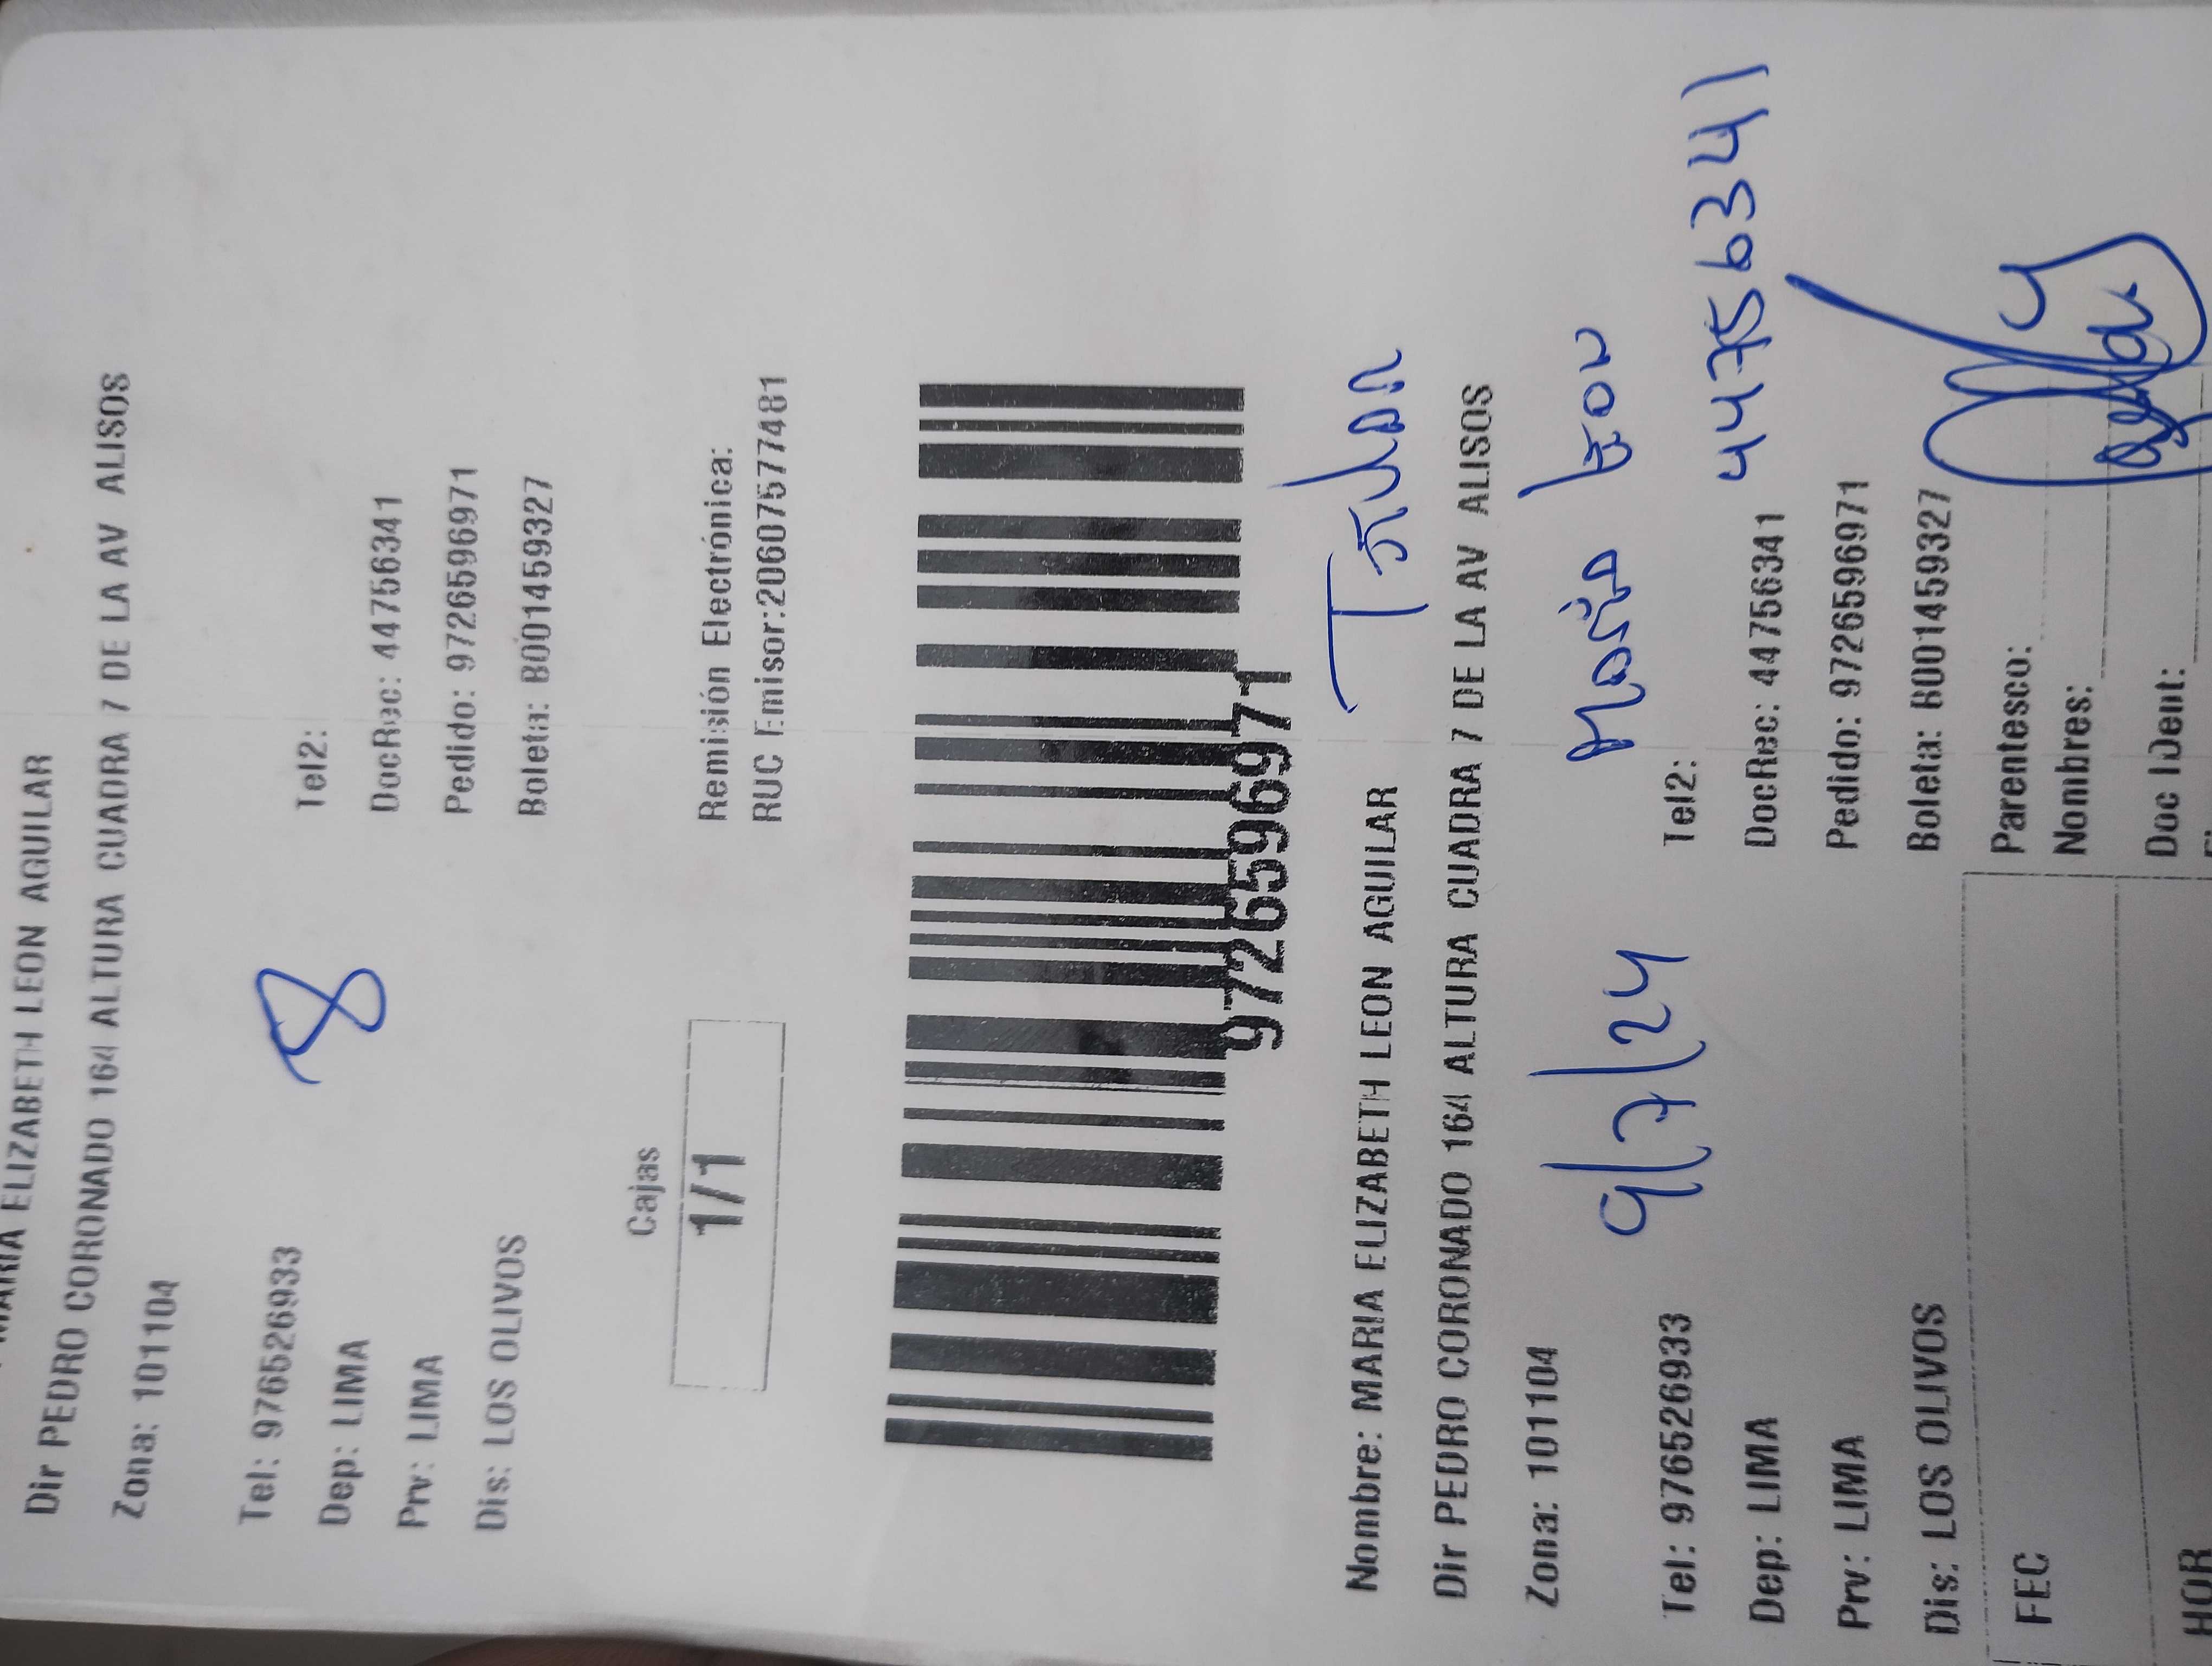 MARIA ELIZABETH LEON AGUILAR
Dir PEDRO CORONADO 164 ALTURA CUADRA 7 DE LA AV ALISOS
Zona: 101104
Tel: 976526933 Tel2:
8
Dep: LIMA DocRec: 44756341
Prv: LIMA Pedido: 9726596971
Dis: LOS OLIVOS Boleta: B001459327
Cajas Remisión Electrónica:
1/1 RUC Emisor:20607577481
9726596971
Nombre: MARIA ELIZABETH LEON AGUILAR
Dir PEDRO CORONADO 164 ALTURA CUADRA 7 DE LA AV ALISOS
Zona: 101104
9/7/24 María León
Tel: 976526933 Tel2:
44756341
Dep: LIMA DocRec: 44756341
Prv: LIMA Pedido: 9726596971
Dis: LOS OLIVOS Boleta: B001459327
FEC Parentesco:
Nombres:
HOR Doc IDent: